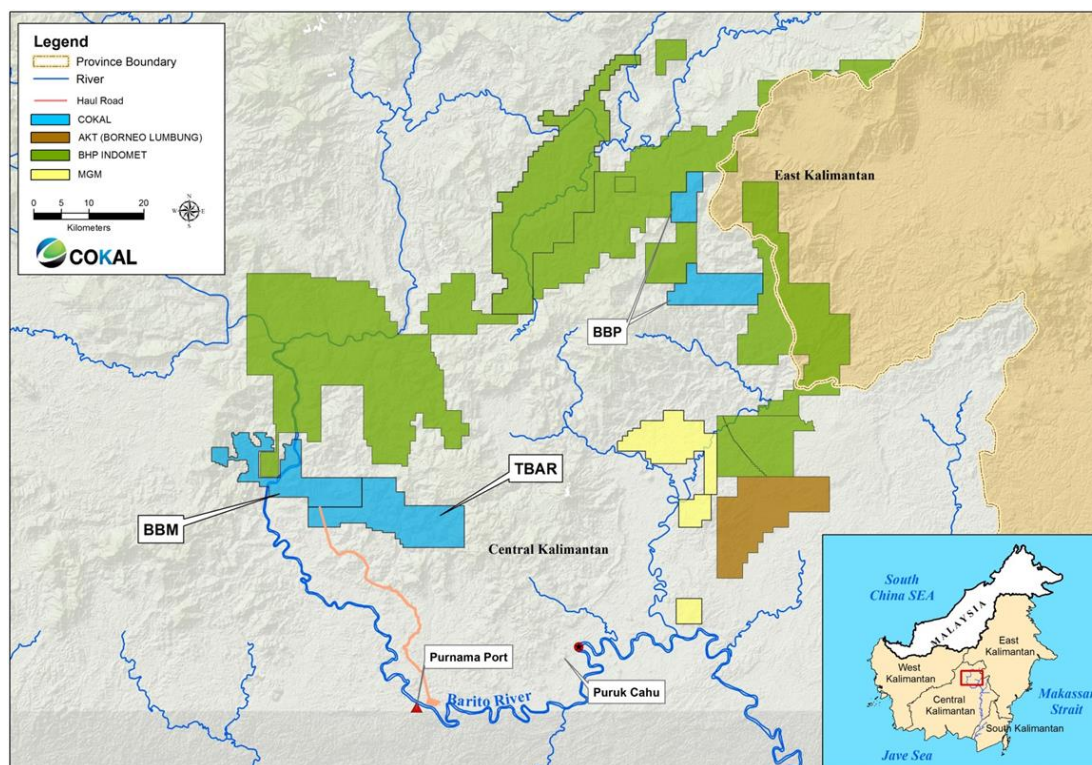 Legend
Province Boundary
River
Haul Road
COKAL
AKT (BORNEO LUMBUNG)
BHP INDOMET
MGM
0 5 10 20
Kilometers
N
W E
S
COKAL
East Kalimantan
BBP
TBAR
BBM
Central Kalimantan
Purnama Port
Puruk Cahu
Barito River
South
China SEA
MALAYSIA
East
Kalimantan
West
Kalimantan
Central
Kalimantan
Makassar
Strait
South Kalimantan
Jave Sea